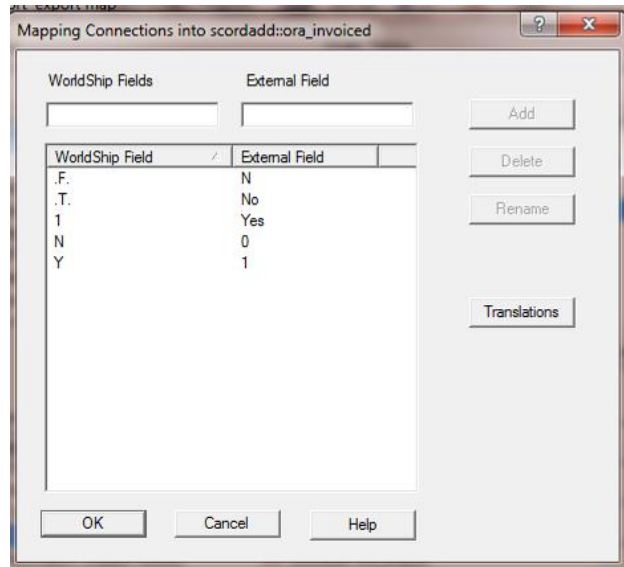 Mapping Connections into scordadd::ora_invoiced
WorldShip Fields External Field
Add
WorldShip Field External Field
Delete
.F. N
.T. No
Rename
1 Yes
N 0
Y 1
Translations
OK Cancel Help